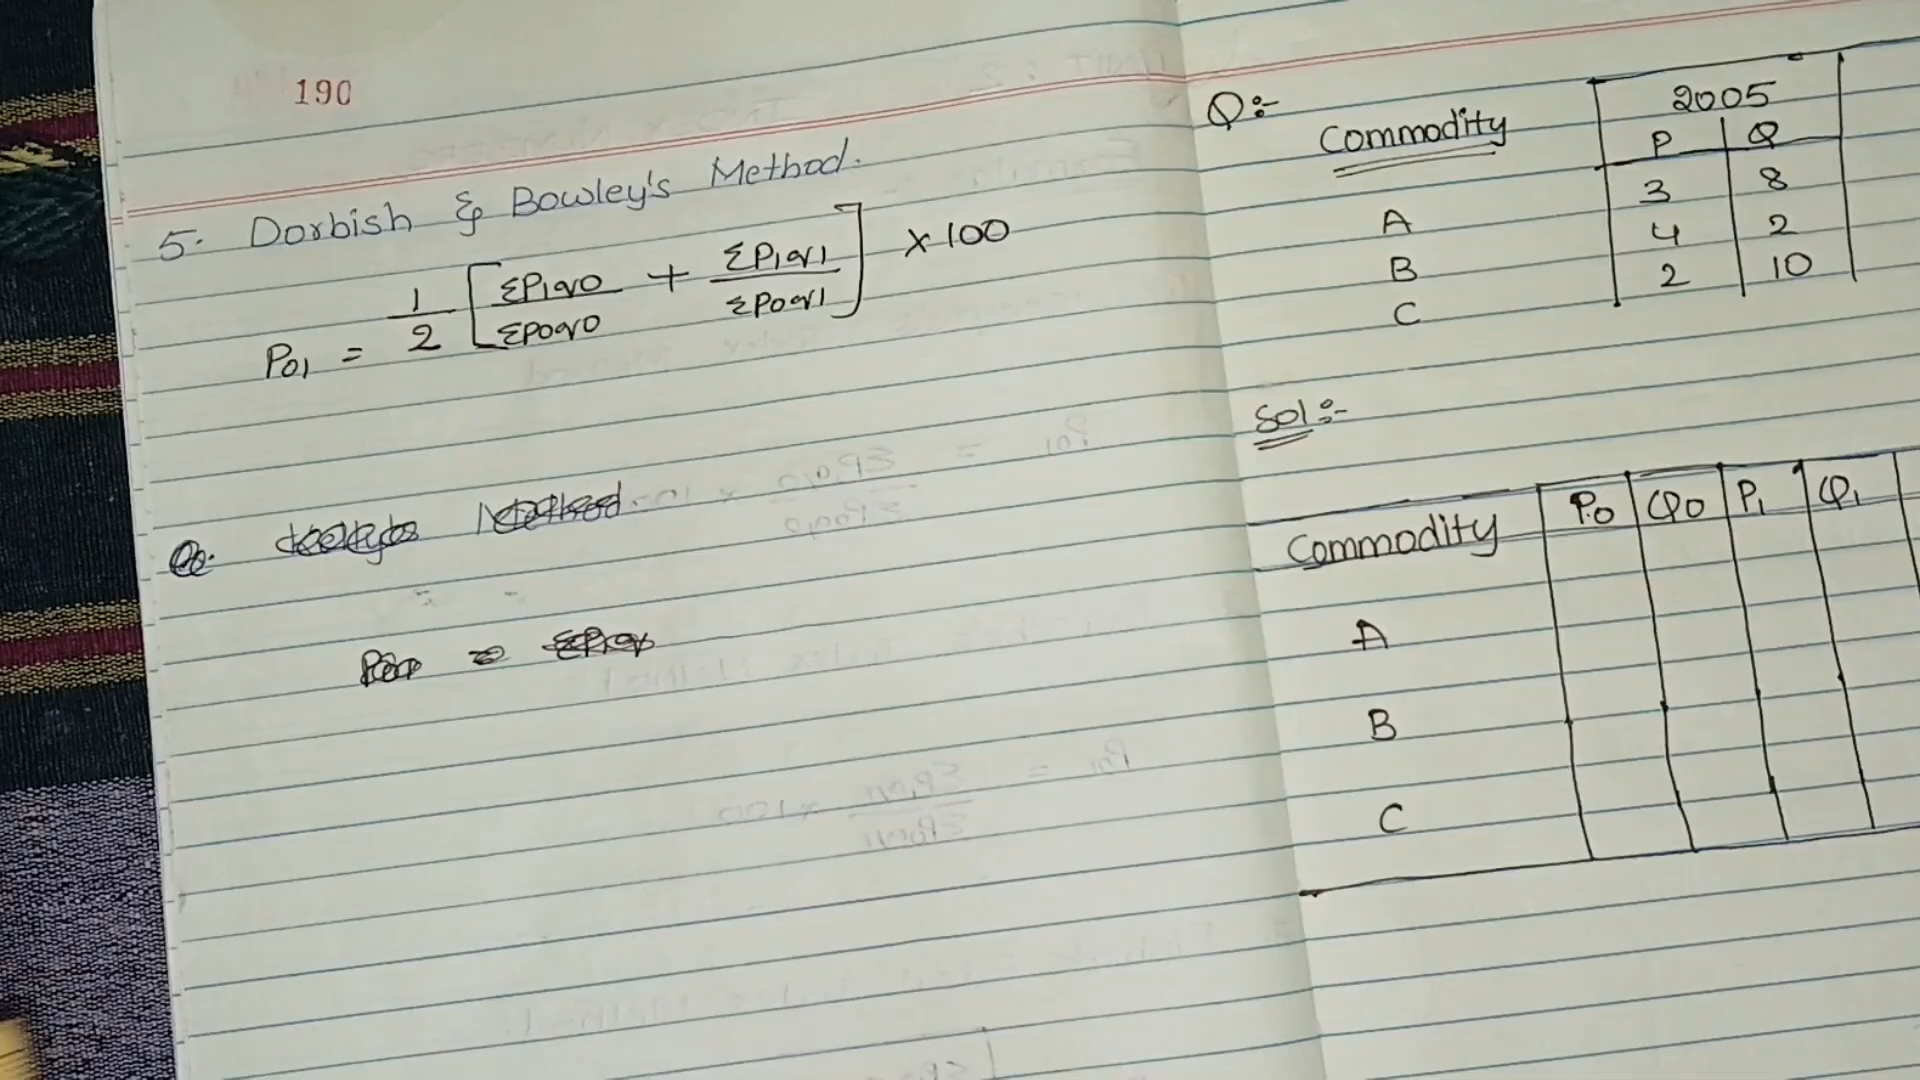 190
5. Dorbish & Bowley's Method.
P01 = 1/2 [ΣP1q0/ΣP0q0 + ΣP1q1/ΣP0q1] × 100
Q:-
Commodity 2005
P Q
A 3 8
B 4 2
C 2 10
Sol:-
Commodity P0 Q0 P1 Q1
A
B
C